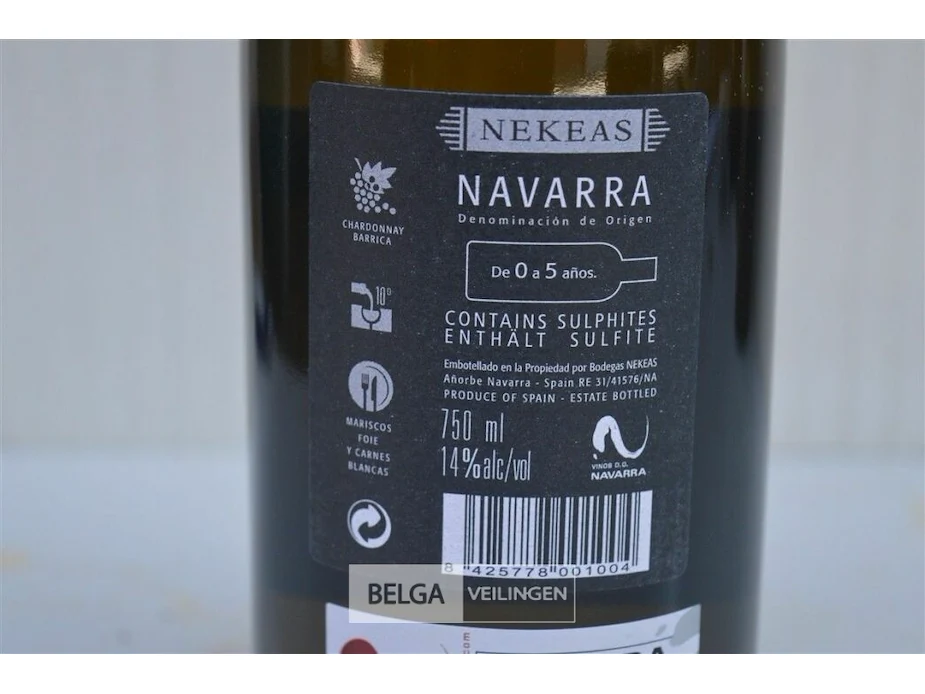 NEKEAS
NAVARRA
Denominación de Origen
De 0 a 5 años.
CONTAINS SULPHITES
ENTHÄLT SULFITE
Embotellado en la Propiedad por Bodegas NEKEAS
Añorbe Navarra - Spain RE 31/41576/NA
PRODUCE OF SPAIN - ESTATE BOTTLED
750 ml
14%alc/vol
VINOS D.O.
NAVARRA
8 425778 001004
CHARDONNAY
BARRICA
10º
MARISCOS
FOIE
Y CARNES
BLANCAS
BELGA VEILINGEN